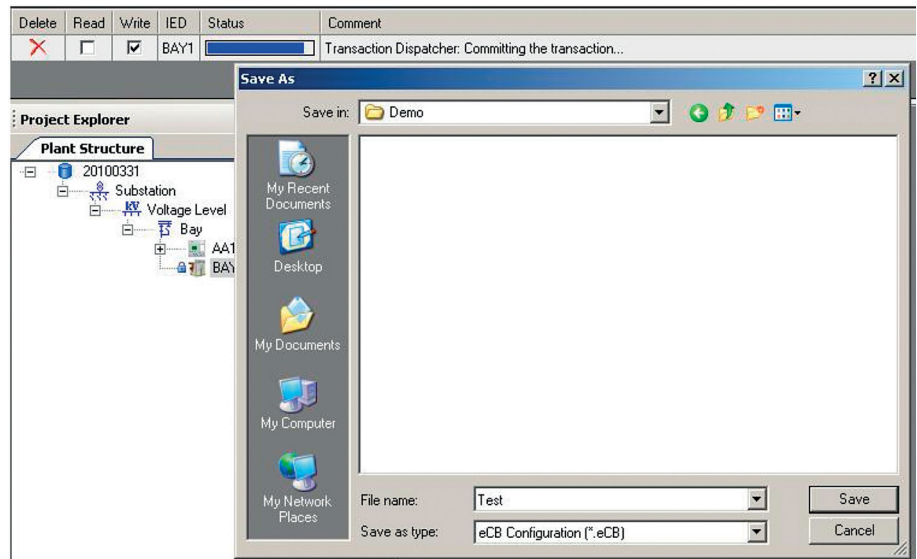 Delete Read Write IED Status Comment
BAY1 Transaction Dispatcher: Committing the transaction...
Save As
Save in: Demo
Project Explorer
Plant Structure
20100331
Substation
Voltage Level
Bay
AA1
BAY
My Recent
Documents
Desktop
My Documents
My Computer
My Network
Places
File name: Test Save
Save as type: eCB Configuration (*.eCB) Cancel